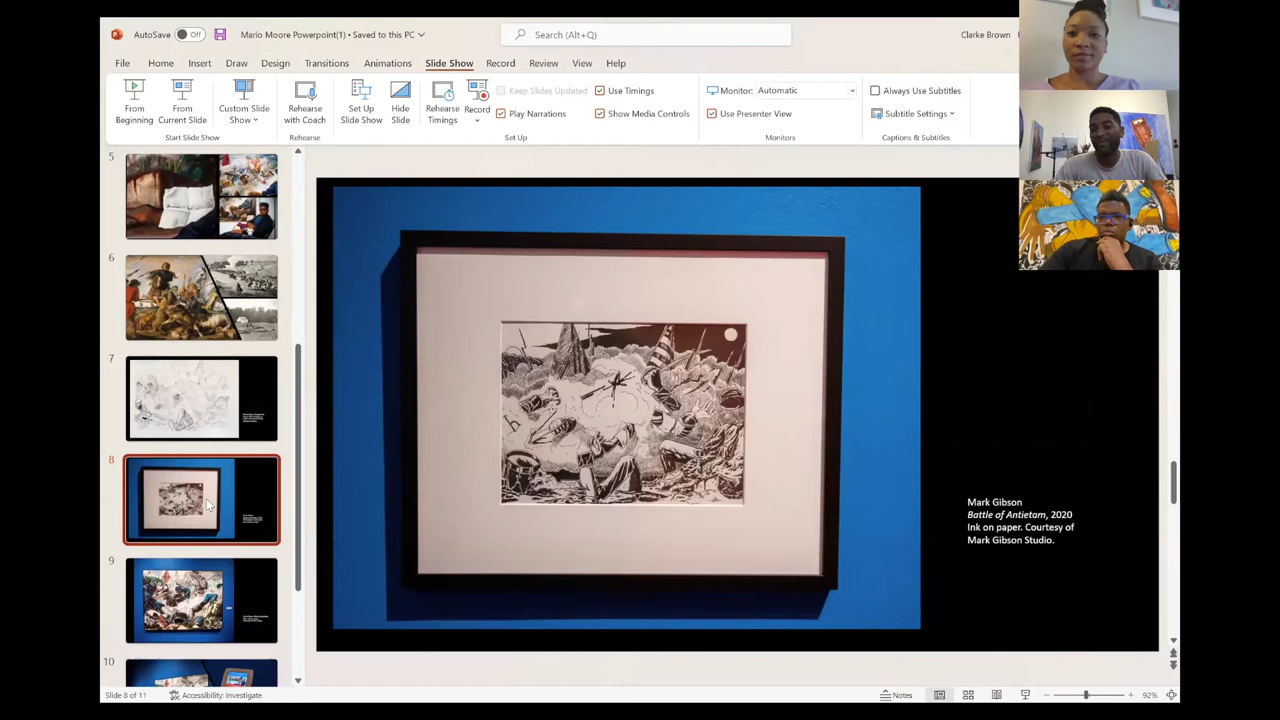 AutoSave Off
Mario Moore Powerpoint(1) - Saved to this PC
Search (Alt+Q)
Clarke Brown
File Home Insert Draw Design Transitions Animations Slide Show Record Review View Help
From Beginning
From Current Slide
Custom Slide Show
Rehearse with Coach
Set Up Slide Show
Hide Slide
Rehearse Timings
Record
Keep Slides Updated
Use Timings
Play Narrations
Show Media Controls
Monitor: Automatic
Use Presenter View
Always Use Subtitles
Subtitle Settings
Start Slide Show
Rehearse
Set Up
Monitors
Captions & Subtitles
5
6
7
8
9
10
Mark Gibson
Battle of Antietam, 2020
Ink on paper. Courtesy of
Mark Gibson Studio.
Slide 8 of 11
Accessibility: Investigate
Notes
92%